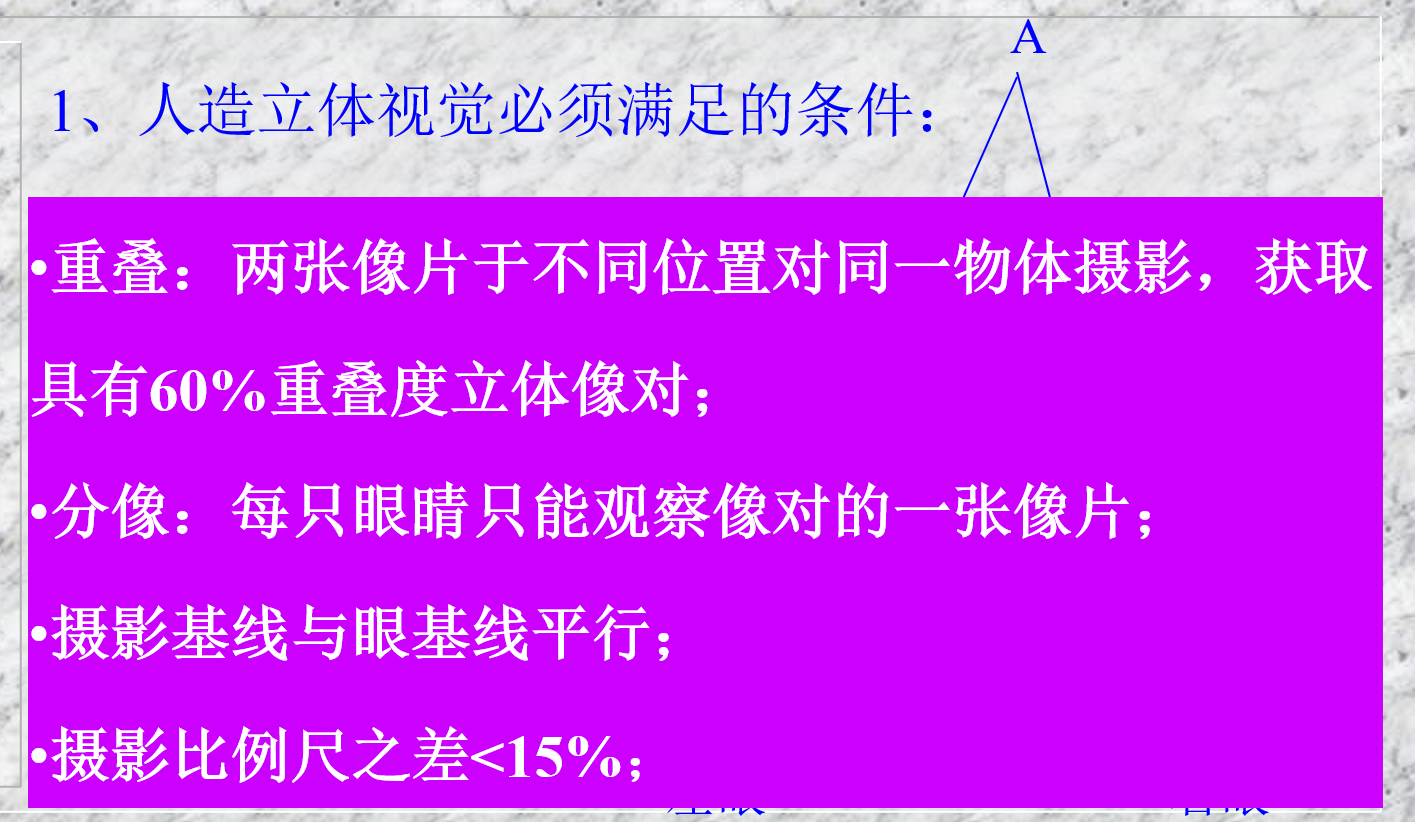 A
1、人造立体视觉必须满足的条件：
•重叠：两张像片于不同位置对同一物体摄影，获取
具有60%重叠度立体像对；
•分像：每只眼睛只能观察像对的一张像片；
•摄影基线与眼基线平行；
•摄影比例尺之差<15%；